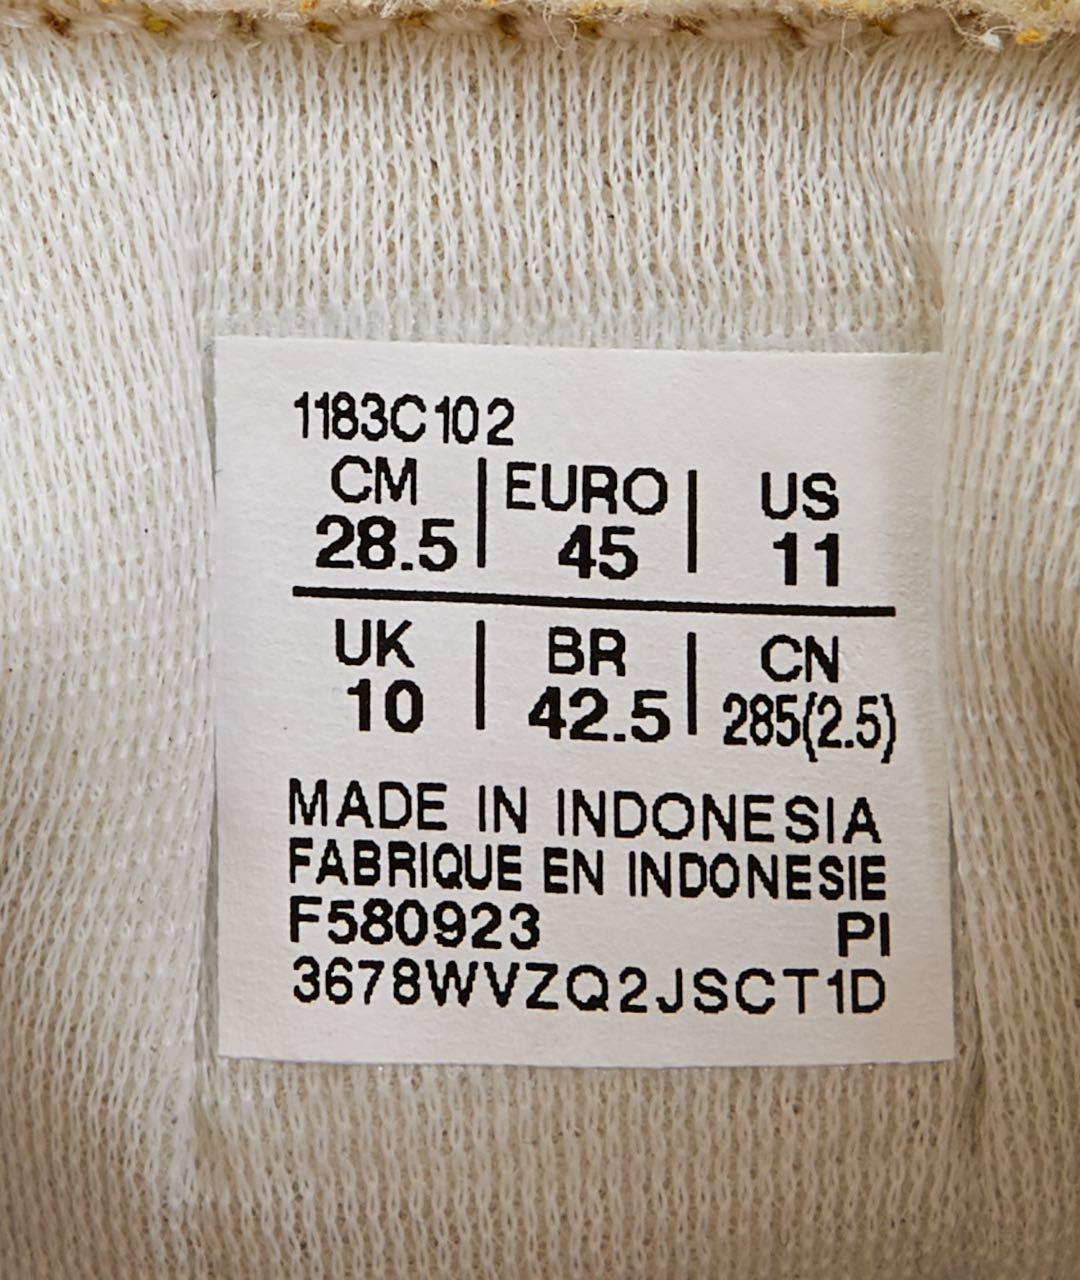 1183C102
CM | EURO | US
28.5 | 45 | 11
UK | BR | CN
10 | 42.5 | 285(2.5)
MADE IN INDONESIA
FABRIQUE EN INDONESIE
F580923 PI
3678WVZQ2JSCT1D